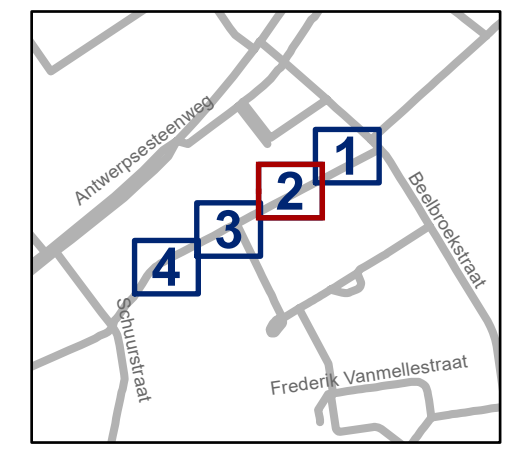 Antwerpsesteenweg
1
2
3
4
Beelbroekstraat
Schuurstraat
Frederik Vanmellestraat